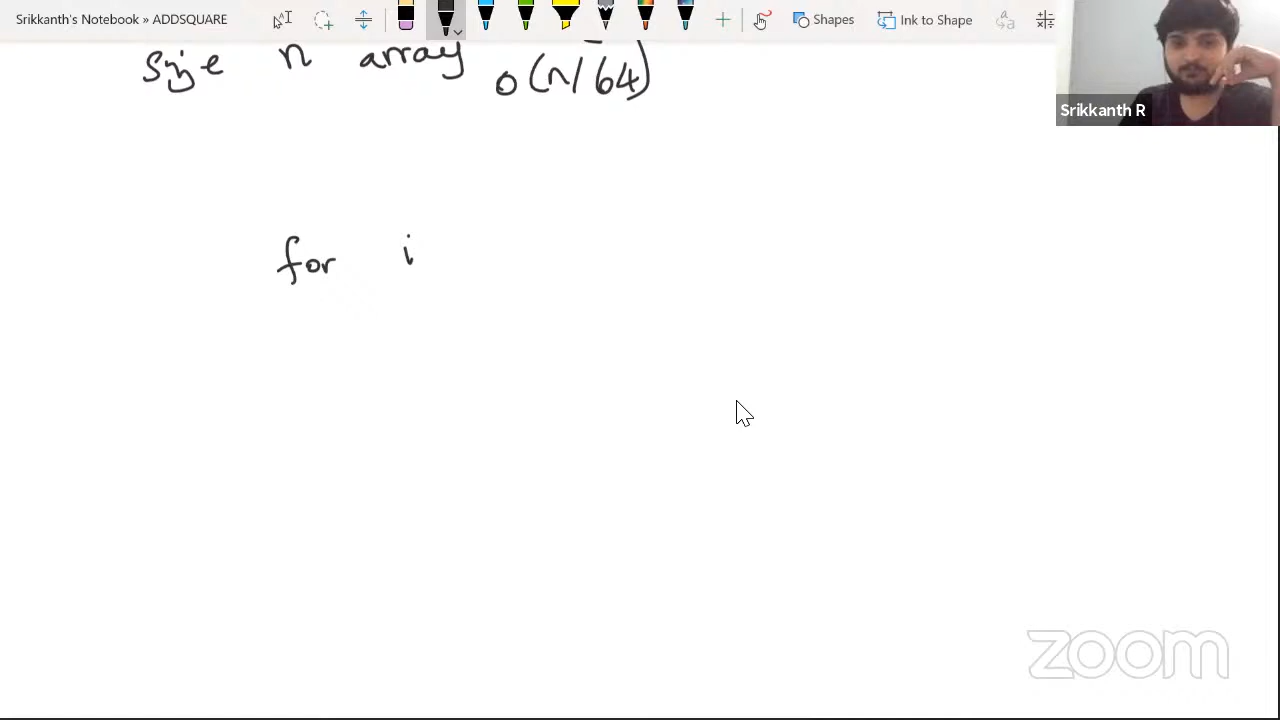 Srikkanth's Notebook » ADDSQUARE
Shapes
Ink to Shape
Srikkanth R
size n array O(n/64)
for i
zoom